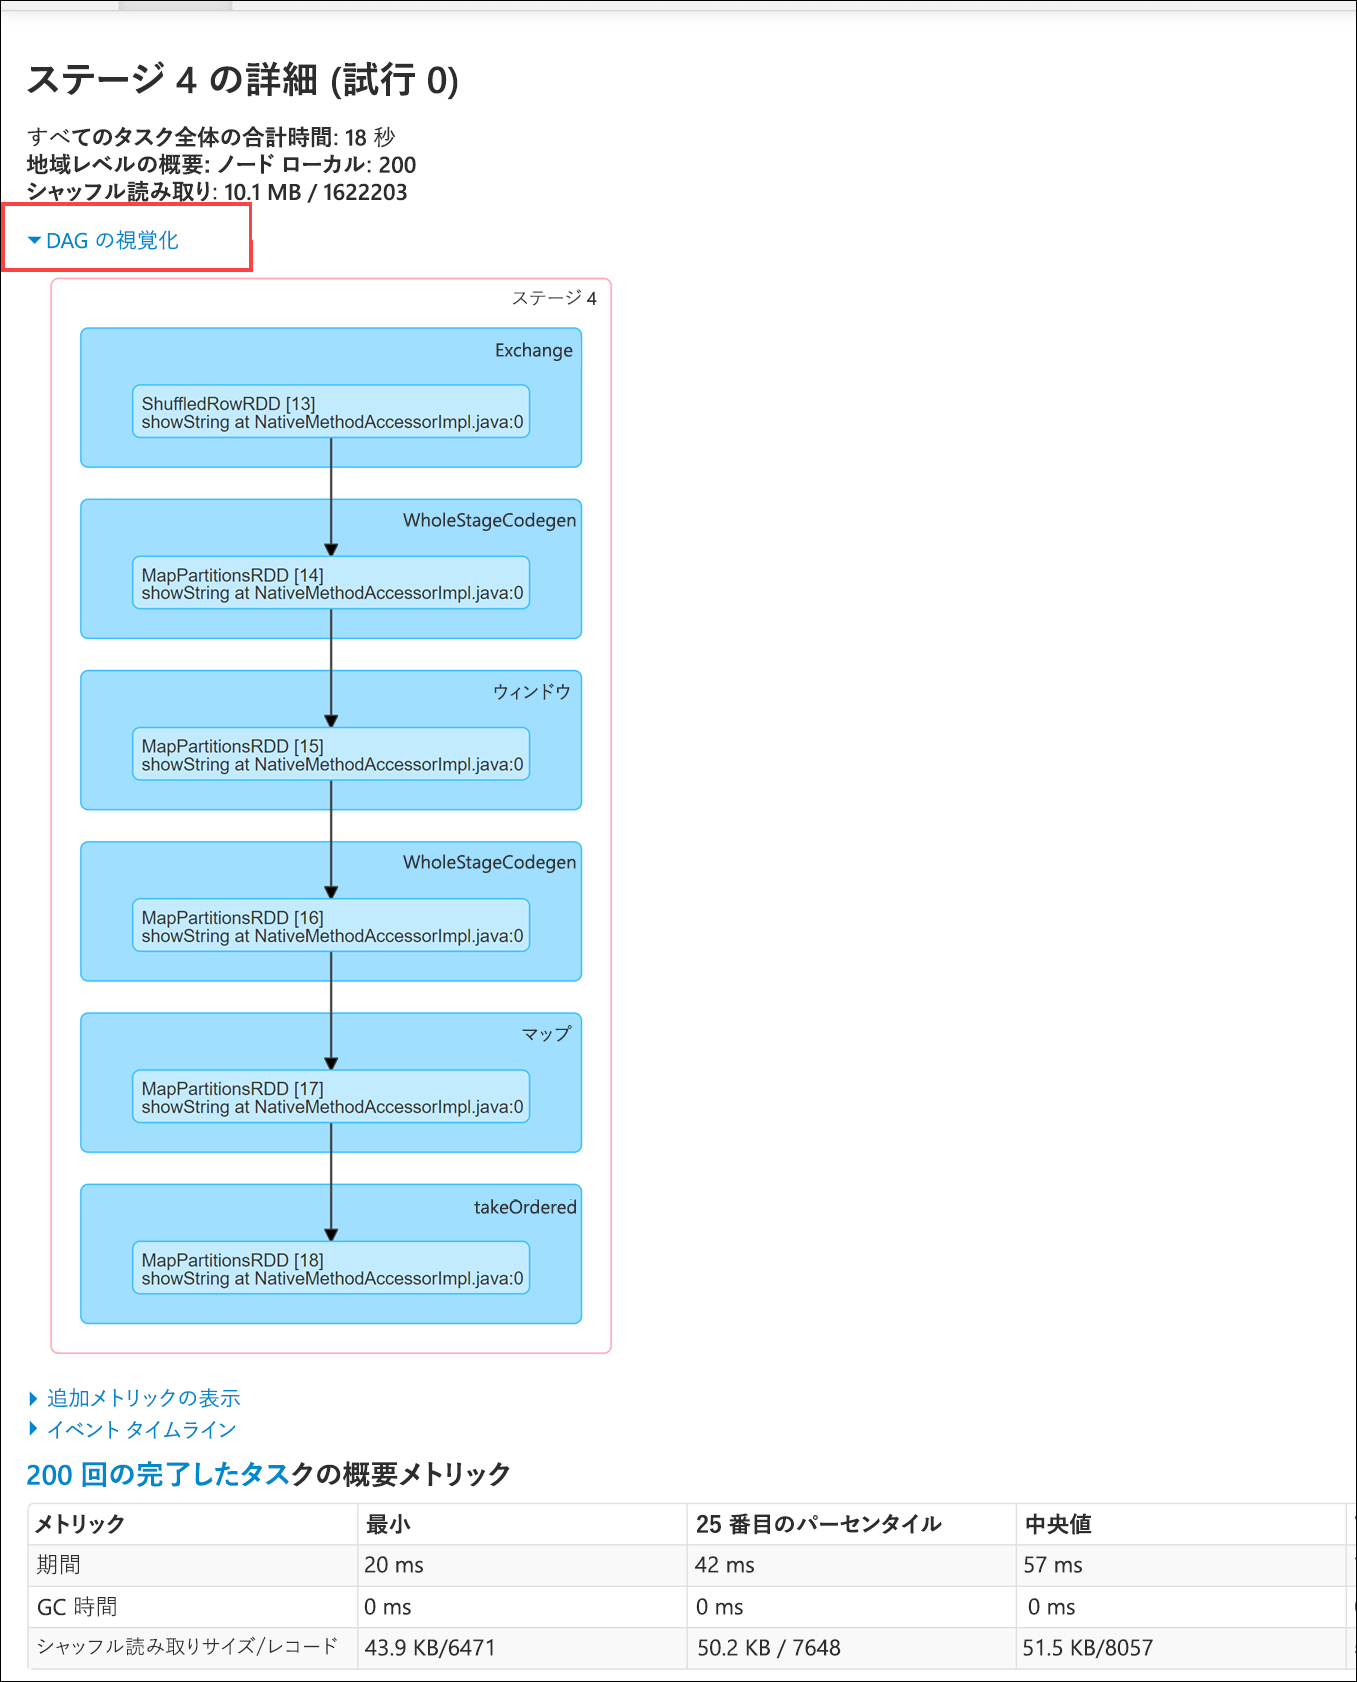 ステージ 4 の詳細 (試行 0)
すべてのタスク全体の合計時間: 18 秒
地域レベルの概要: ノード ローカル: 200
シャッフル読み取り: 10.1 MB / 1622203
DAG の視覚化
ステージ 4
Exchange
ShuffledRowRDD [13]
showString at NativeMethodAccessorImpl.java:0
WholeStageCodegen
MapPartitionsRDD [14]
showString at NativeMethodAccessorImpl.java:0
ウィンドウ
MapPartitionsRDD [15]
showString at NativeMethodAccessorImpl.java:0
WholeStageCodegen
MapPartitionsRDD [16]
showString at NativeMethodAccessorImpl.java:0
マップ
MapPartitionsRDD [17]
showString at NativeMethodAccessorImpl.java:0
takeOrdered
MapPartitionsRDD [18]
showString at NativeMethodAccessorImpl.java:0
追加メトリックの表示
イベント タイムライン
200 回の完了したタスクの概要メトリック
メトリック 最小 25 番目のパーセンタイル 中央値
期間 20 ms 42 ms 57 ms
GC 時間 0 ms 0 ms 0 ms
シャッフル読み取りサイズ/レコード 43.9 KB/6471 50.2 KB / 7648 51.5 KB/8057